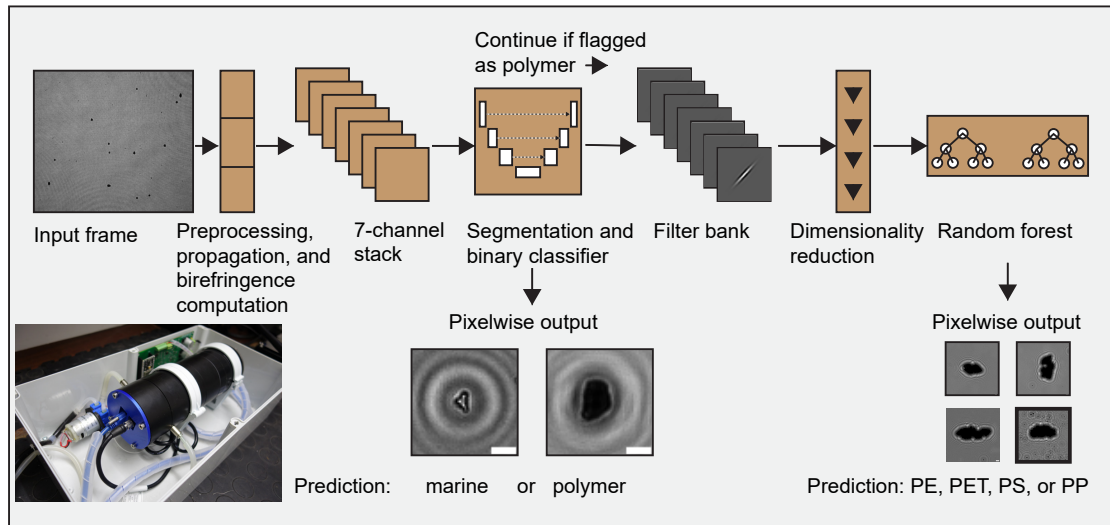 Continue if flagged
as polymer
Input frame
Preprocessing,
propagation, and
birefringence
computation
7-channel
stack
Segmentation and
binary classifier
Filter bank
Dimensionality
reduction
Random forest
Pixelwise output
Pixelwise output
Prediction: marine or polymer
Prediction: PE, PET, PS, or PP